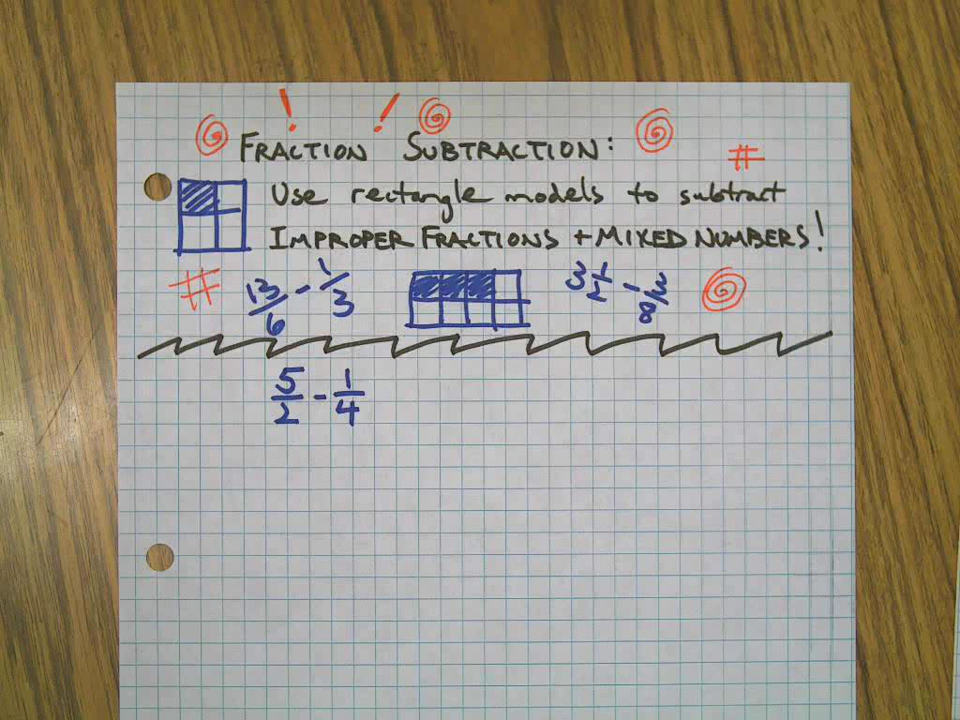 FRACTION SUBTRACTION:
Use rectangle models to subtract
IMPROPER FRACTIONS + MIXED NUMBERS!
13/6 - 1/3
3 1/2 - 3/8
5/2 - 1/4